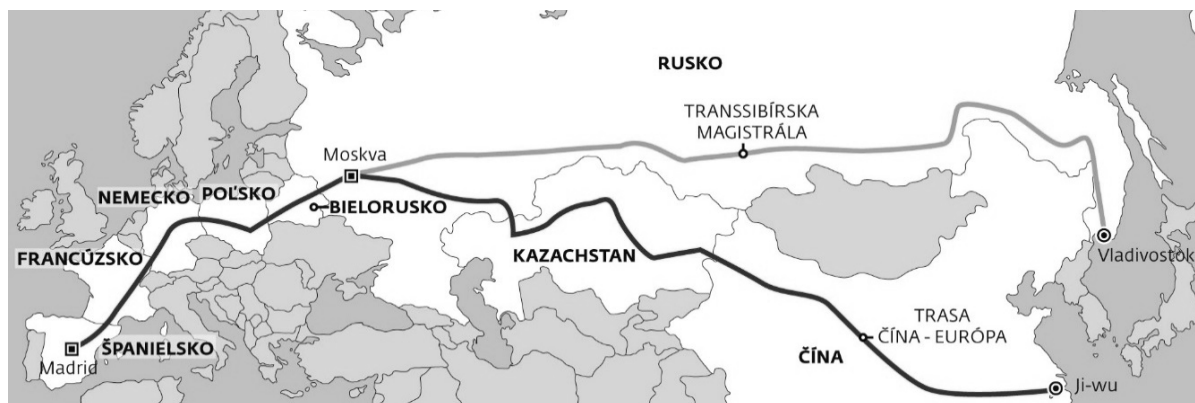 RUSKO
TRANSSIBÍRSKA
MAGISTRÁLA
Moskva
NEMECKO
POĽSKO
BIELORUSKO
FRANCÚZSKO
KAZACHSTAN
Vladivostok
TRASA
ČÍNA - EURÓPA
ŠPANIELSKO
ČÍNA
Madrid
Ji-wu